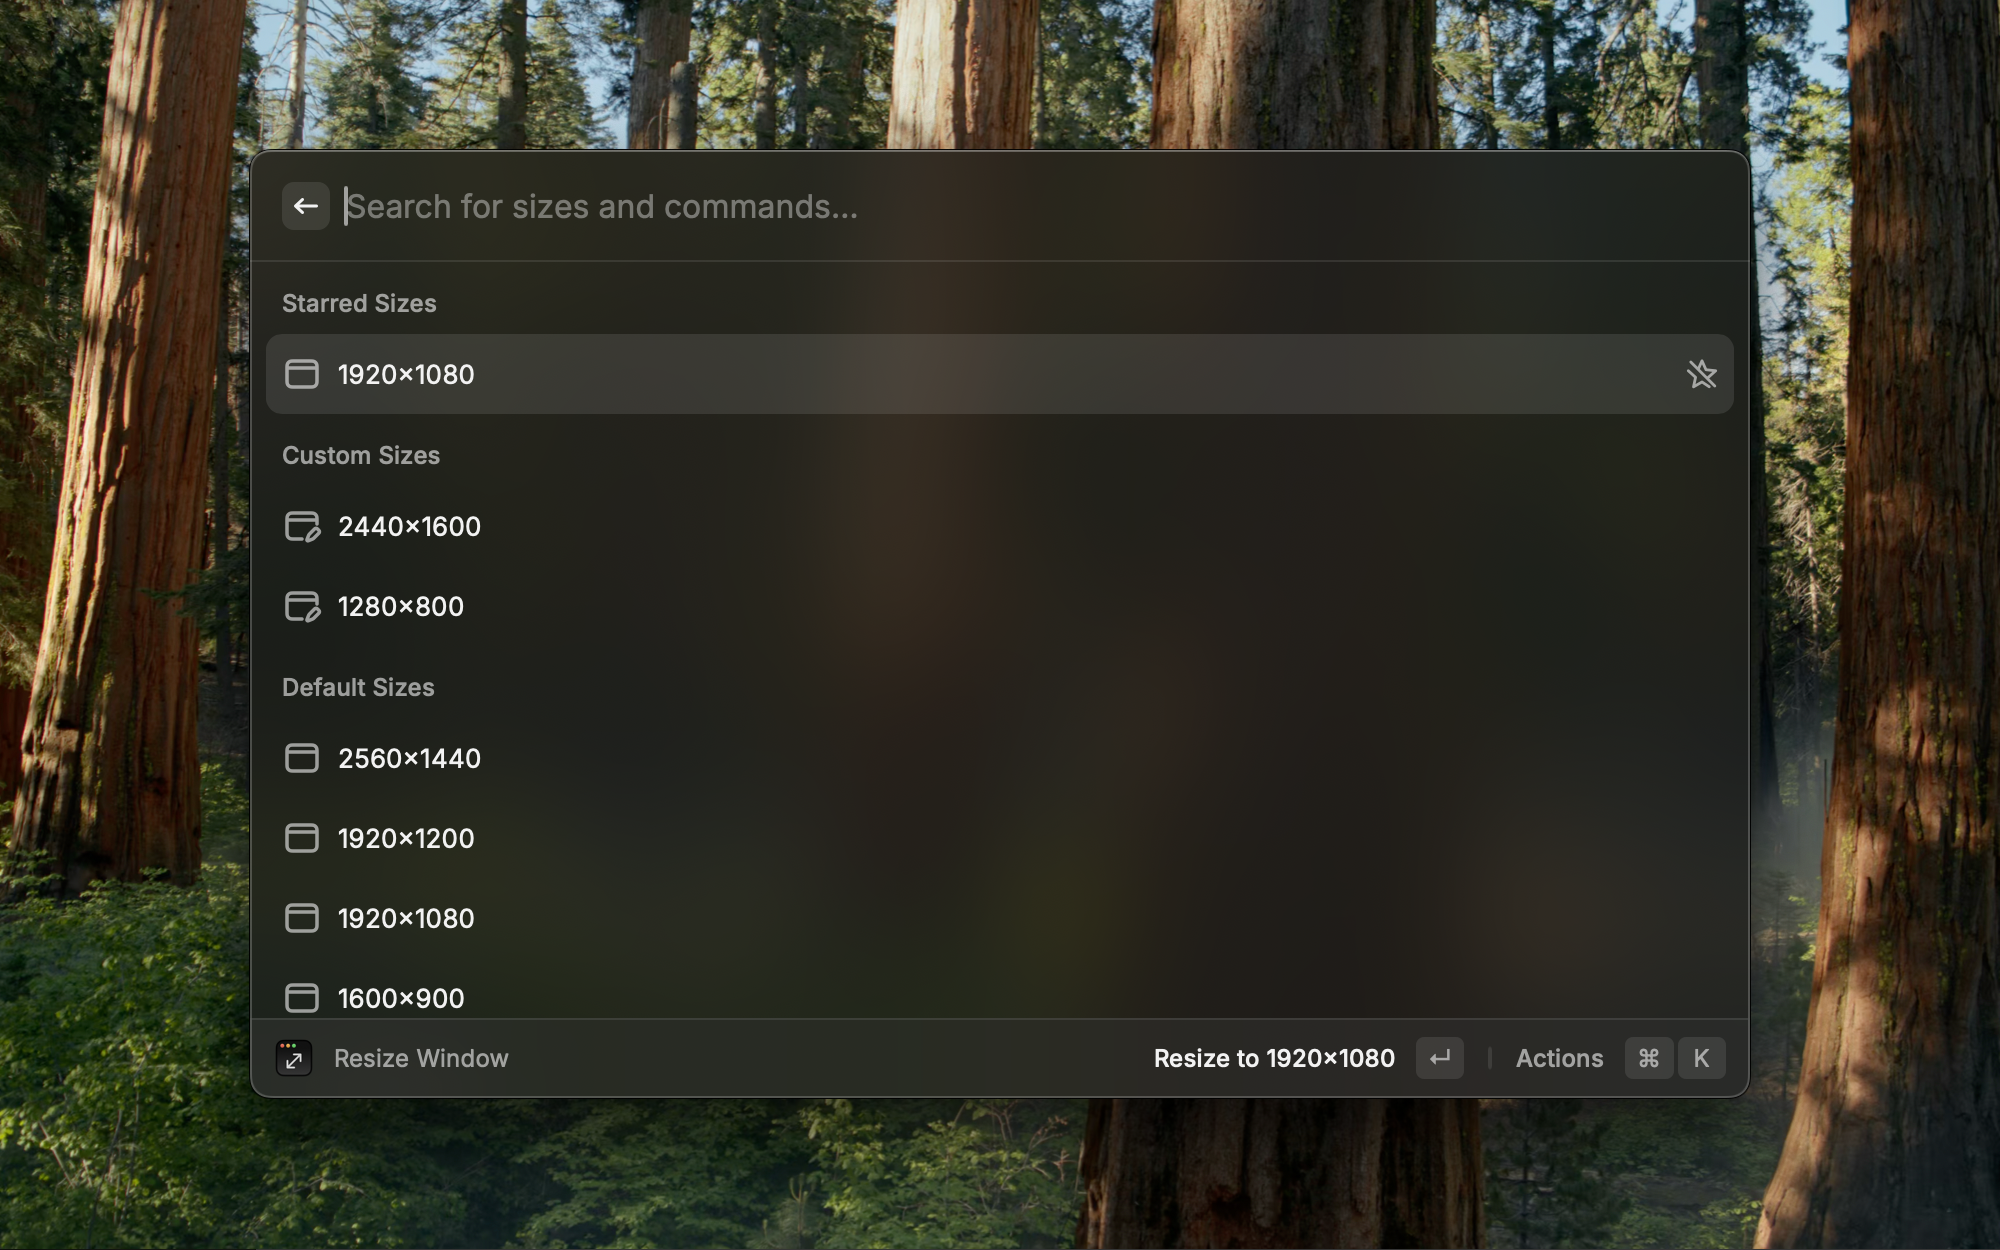 Search for sizes and commands...
Starred Sizes
1920×1080
Custom Sizes
2440×1600
1280×800
Default Sizes
2560×1440
1920×1200
1920×1080
1600×900
Resize Window
Resize to 1920×1080 ↵ Actions ⌘ K